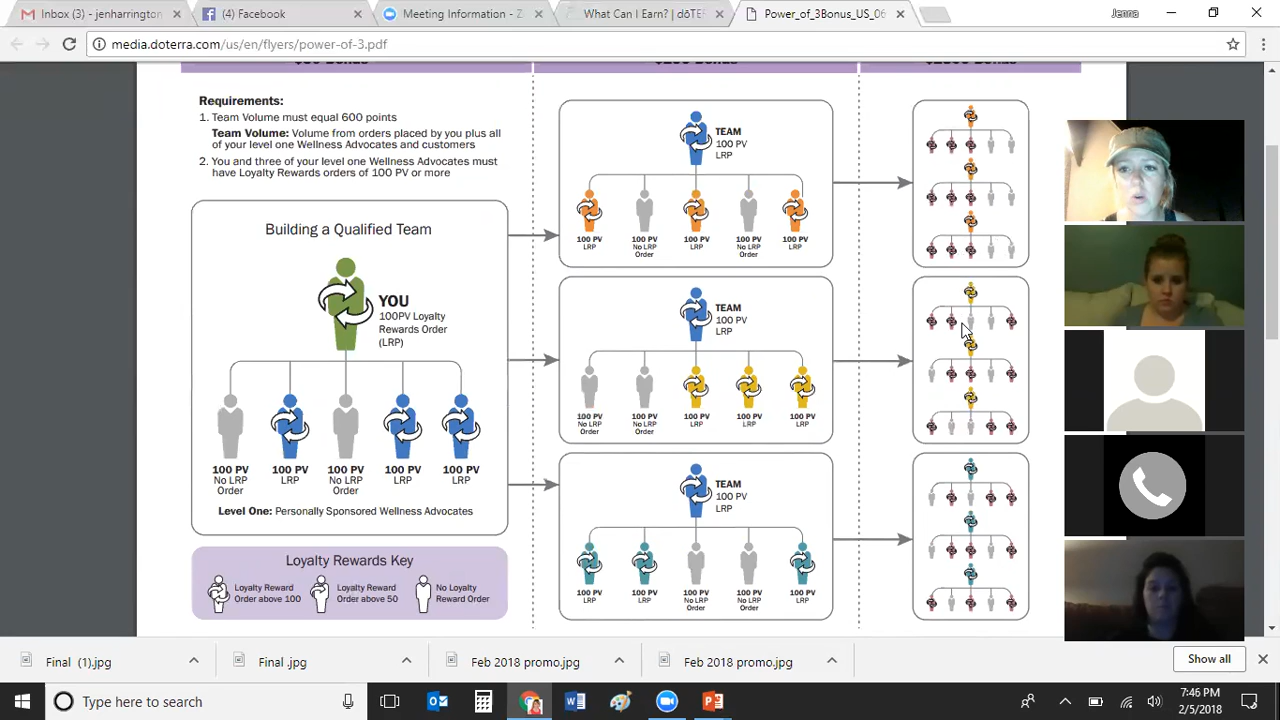 Inbox (3) - jenharrington
(4) Facebook
Meeting Information - Z
What Can I Earn? | dōTE
Power_of_3Bonus_US_06
Jenna
media.doterra.com/us/en/flyers/power-of-3.pdf
Requirements:
1. Team Volume must equal 600 points
Team Volume: Volume from orders placed by you plus all
of your level one Wellness Advocates and customers
2. You and three of your level one Wellness Advocates must
have Loyalty Rewards orders of 100 PV or more
Building a Qualified Team
YOU
100PV Loyalty
Rewards Order
(LRP)
100 PV
No LRP
Order
100 PV
LRP
100 PV
No LRP
Order
100 PV
LRP
100 PV
LRP
Level One: Personally Sponsored Wellness Advocates
Loyalty Rewards Key
Loyalty Reward
Order above 100
Loyalty Reward
Order above 50
No Loyalty
Reward Order
TEAM
100 PV
LRP
100 PV
LRP
100 PV
No LRP
Order
100 PV
LRP
100 PV
No LRP
Order
100 PV
LRP
TEAM
100 PV
LRP
100 PV
No LRP
Order
100 PV
No LRP
Order
100 PV
LRP
100 PV
LRP
100 PV
LRP
TEAM
100 PV
LRP
100 PV
LRP
100 PV
LRP
100 PV
No LRP
Order
100 PV
No LRP
Order
100 PV
LRP
Final (1).jpg
Final .jpg
Feb 2018 promo.jpg
Feb 2018 promo.jpg
Show all
Type here to search
7:46 PM
2/5/2018